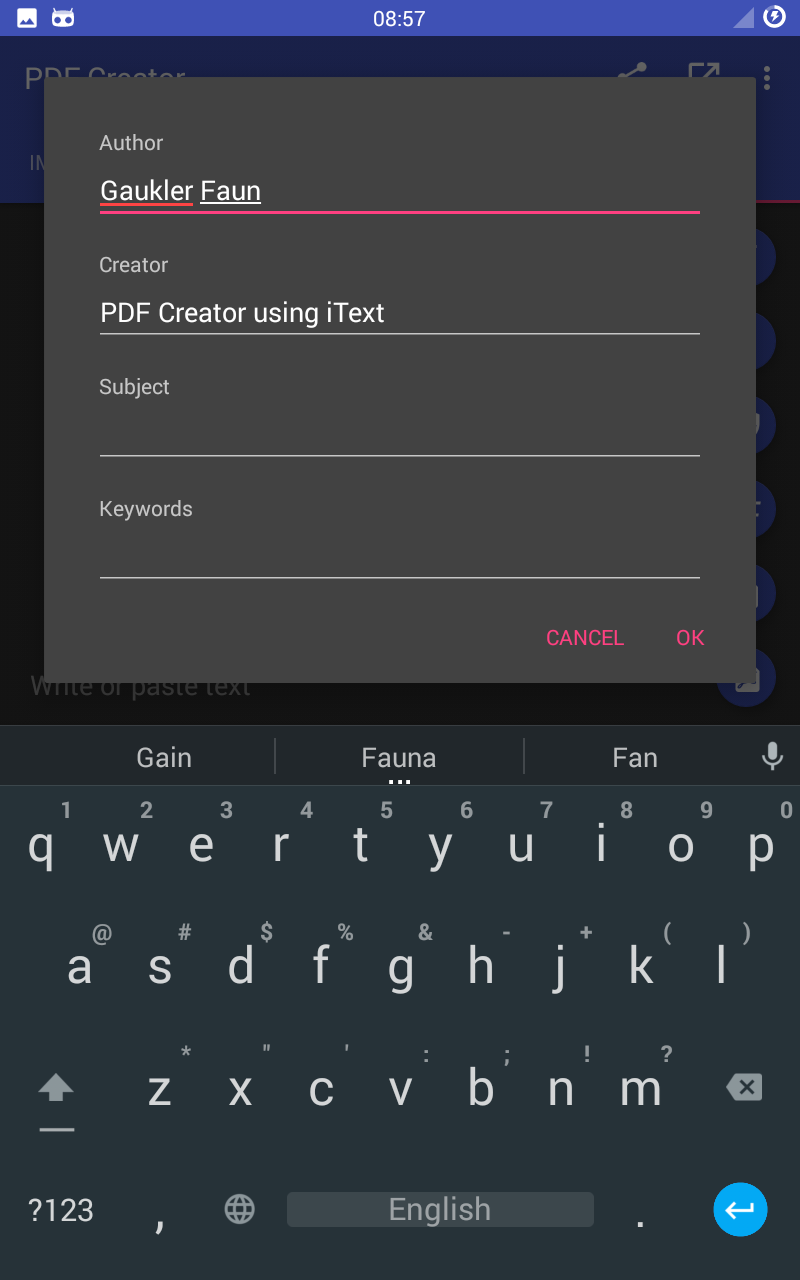 08:57
PDF Creator
IM
Author
Gaukler Faun
Creator
PDF Creator using iText
Subject
Keywords
CANCEL OK
Write or paste text
Gain Fauna Fan
1 2 3 4 5 6 7 8 9 0
q w e r t y u i o p
@ # $ % & - + ( )
a s d f g h j k l
* " ' : ; ! ?
z x c v b n m
?123 , English .